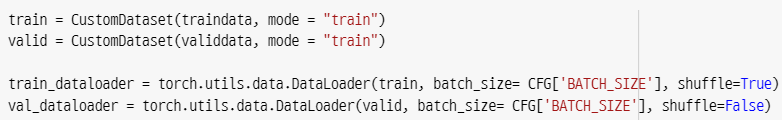 train = CustomDataset(traindata, mode = "train")
valid = CustomDataset(validdata, mode = "train")
train_dataloader = torch.utils.data.DataLoader(train, batch_size= CFG['BATCH_SIZE'], shuffle=True)
val_dataloader = torch.utils.data.DataLoader(valid, batch_size= CFG['BATCH_SIZE'], shuffle=False)